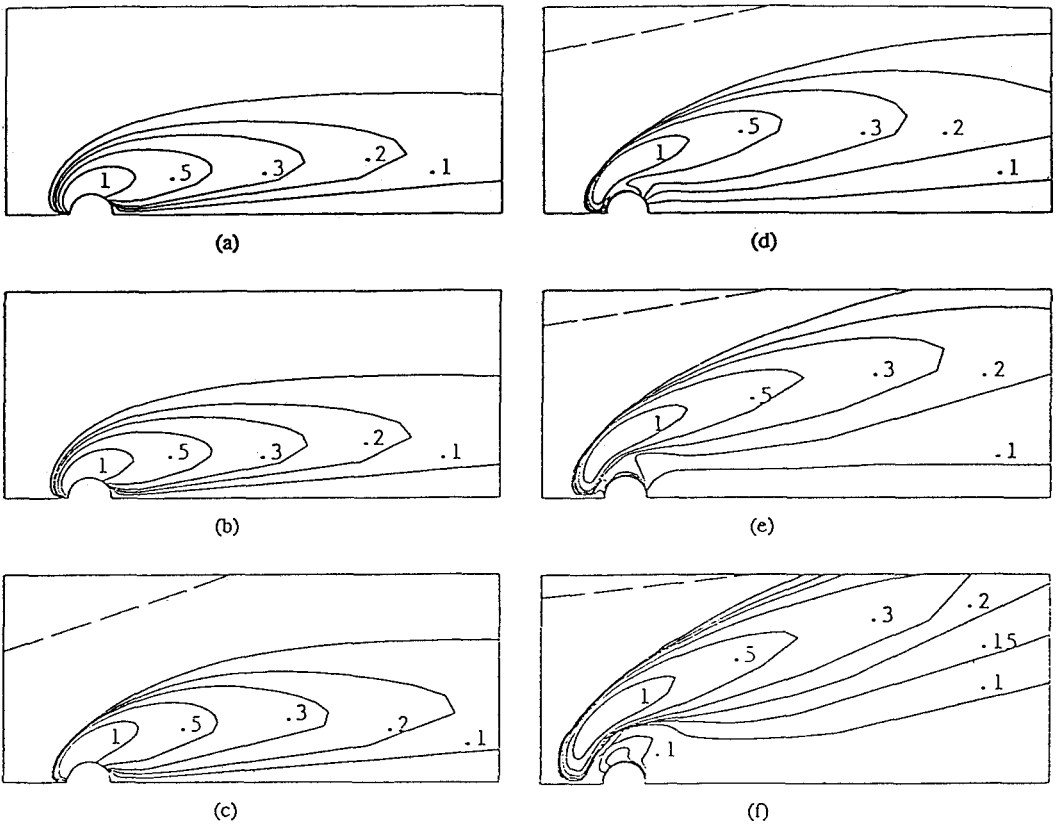 1 .5 .3 .2 .1
(a)
1 .5 .3 .2 .1
(b)
1 .5 .3 .2 .1
(c)
1 .5 .3 .2 .1
(d)
1 .5 .3 .2 .1
(e)
1 .5 .3 .2 .15 .1 .1
(f)